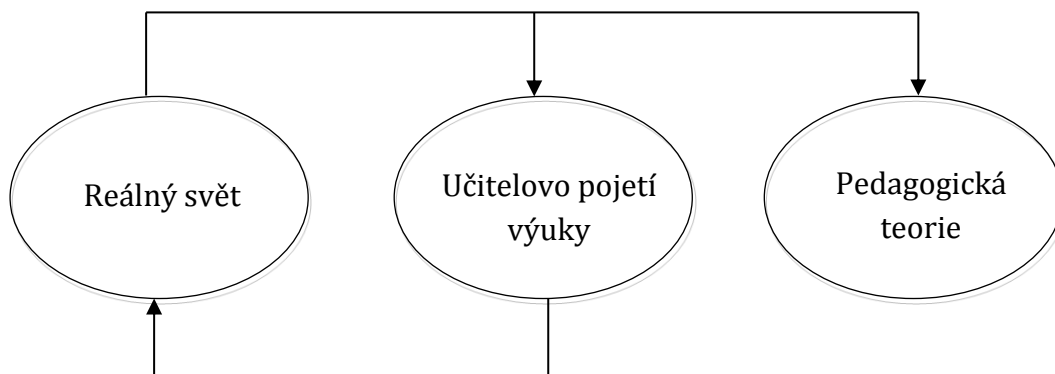 Reálný svět
Učitelovo pojetí
výuky
Pedagogická
teorie